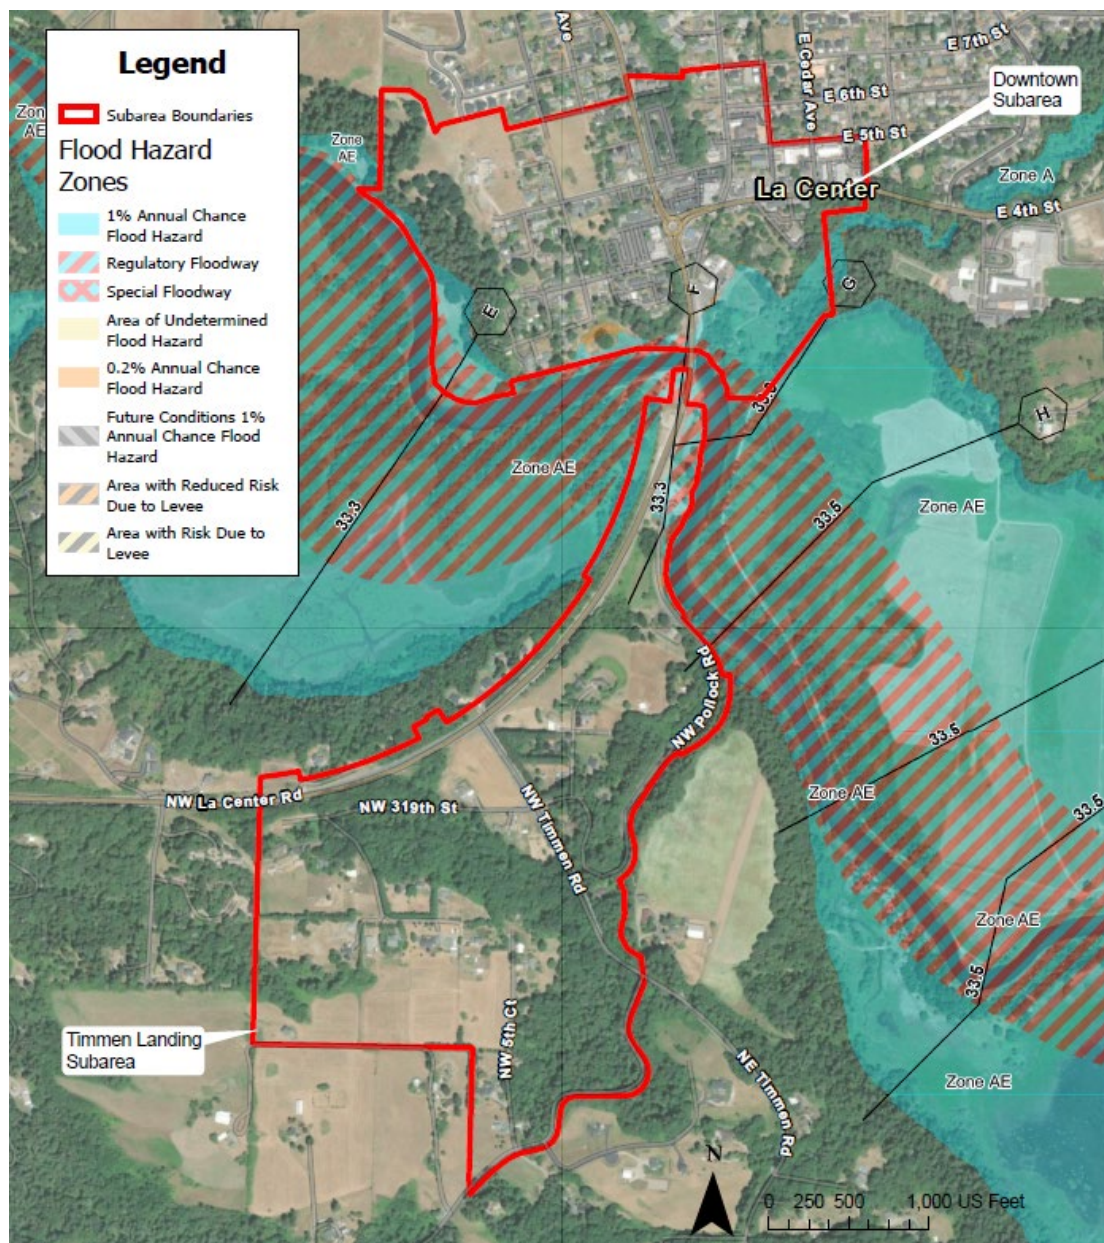 Legend
Subarea Boundaries
Flood Hazard
Zones
1% Annual Chance
Flood Hazard
Regulatory Floodway
Special Floodway
Area of Undetermined
Flood Hazard
0.2% Annual Chance
Flood Hazard
Future Conditions 1%
Annual Chance Flood
Hazard
Area with Reduced Risk
Due to Levee
Area with Risk Due to
Levee
Ave
E Cedar Ave
E 7th St
E 6th St
E 5th St
Downtown
Subarea
Zone
AE
La Center
Zone A
E 4th St
E
F
G
H
33.3
Zone AE
33.3
33.5
Zone AE
NW Pollock Rd
33.5
NW La Center Rd
NW 319th St
NW Timmen Rd
Zone AE
33.5
Zone AE
33.5
Timmen Landing
Subarea
NW 5th Ct
NE Timmen Rd
Zone AE
N
0 250 500 1,000 US Feet